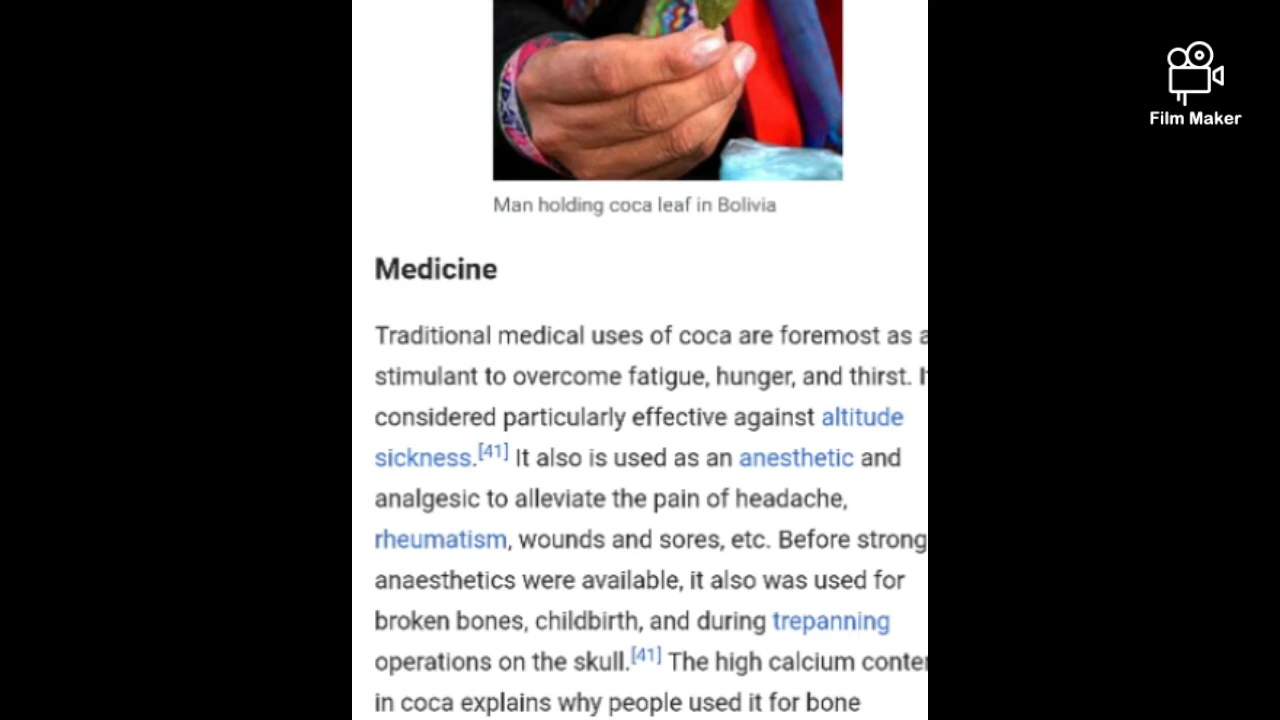 Film Maker
Man holding coca leaf in Bolivia
Medicine
Traditional medical uses of coca are foremost as a
stimulant to overcome fatigue, hunger, and thirst.
considered particularly effective against altitude
sickness.[41] It also is used as an anesthetic and
analgesic to alleviate the pain of headache,
rheumatism, wounds and sores, etc. Before strong
anaesthetics were available, it also was used for
broken bones, childbirth, and during trepanning
operations on the skull.[41] The high calcium
in coca explains why people used it for bone